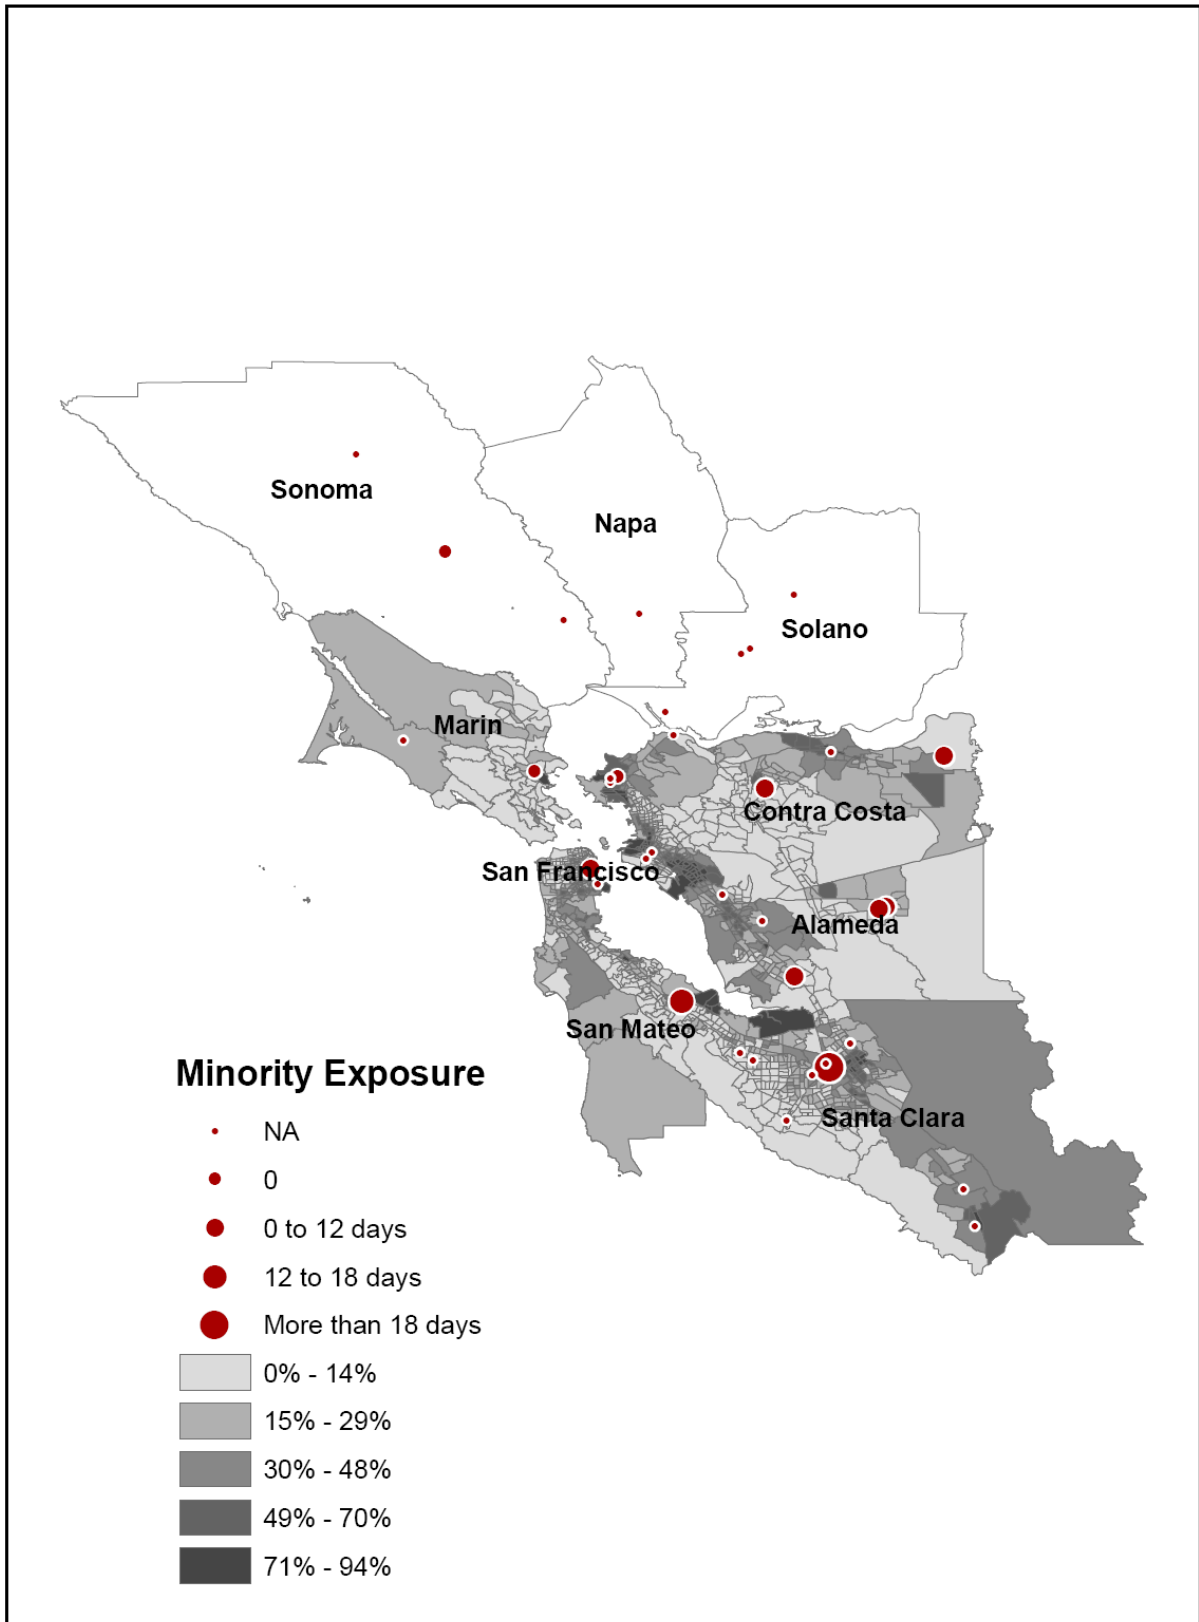 Sonoma
Napa
Solano
Marin
Contra Costa
San Francisco
Alameda
San Mateo
Santa Clara
Minority Exposure
NA
0
0 to 12 days
12 to 18 days
More than 18 days
0% - 14%
15% - 29%
30% - 48%
49% - 70%
71% - 94%